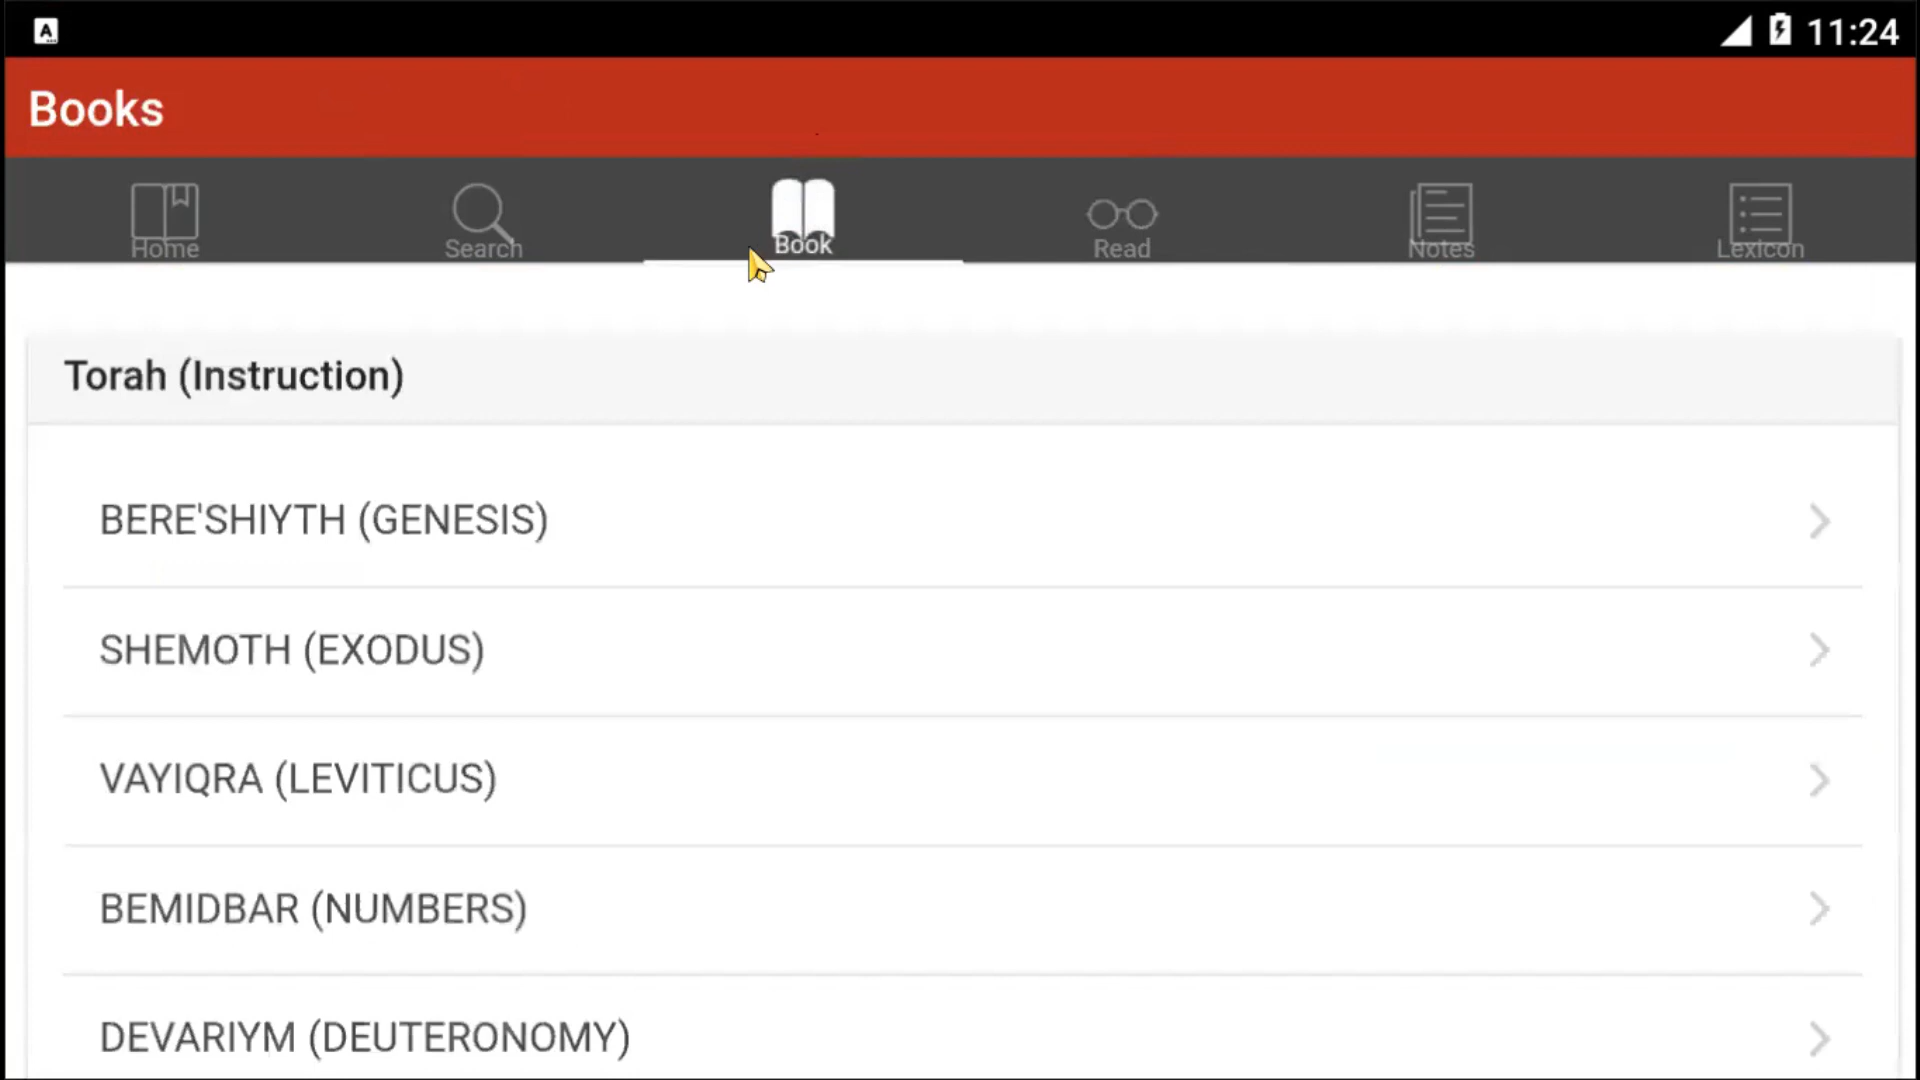 A
11:24
Books
Home
Search
Book
Read
Notes
Lexicon
Torah (Instruction)
BERE'SHIYTH (GENESIS)
SHEMOTH (EXODUS)
VAYIQRA (LEVITICUS)
BEMIDBAR (NUMBERS)
DEVARIYM (DEUTERONOMY)